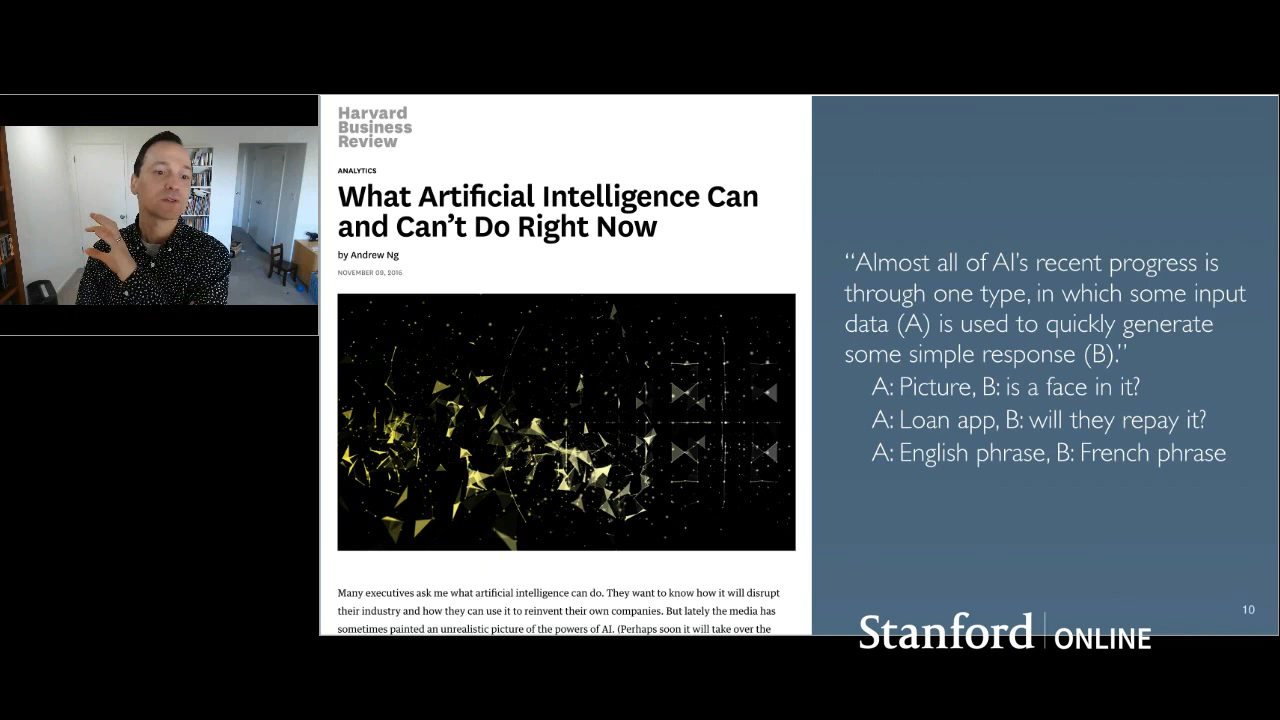 Harvard
Business
Review
ANALYTICS
What Artificial Intelligence Can
and Can't Do Right Now
by Andrew Ng
NOVEMBER 09, 2016
Many executives ask me what artificial intelligence can do. They want to know how it will disrupt
their industry and how they can use it to reinvent their own companies. But lately the media has
sometimes painted an unrealistic picture of the powers of AI. (Perhaps soon it will take over the
“Almost all of AI's recent progress is
through one type, in which some input
data (A) is used to quickly generate
some simple response (B).”
A: Picture, B: is a face in it?
A: Loan app, B: will they repay it?
A: English phrase, B: French phrase
10
Stanford ONLINE